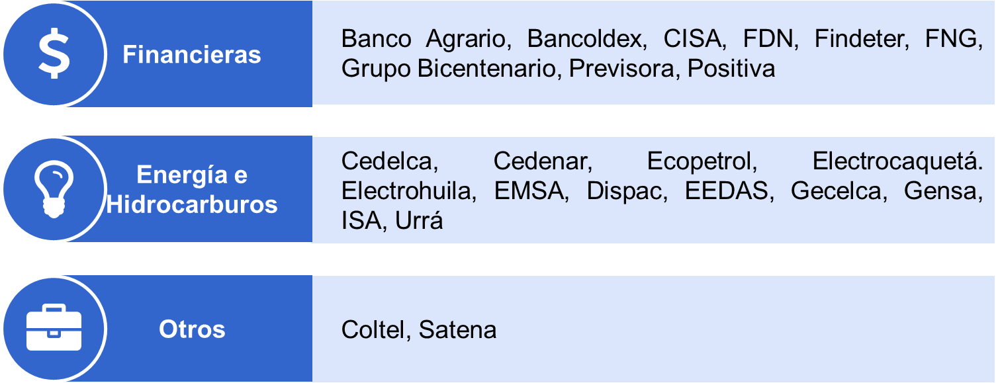 $
Financieras
Banco Agrario, Bancoldex, CISA, FDN, Findeter, FNG,
Grupo Bicentenario, Previsora, Positiva
Energía e
Hidrocarburos
Cedelca, Cedenar, Ecopetrol, Electrocaquetá.
Electrohuila, EMSA, Dispac, EEDAS, Gecelca, Gensa,
ISA, Urrá
Otros
Coltel, Satena